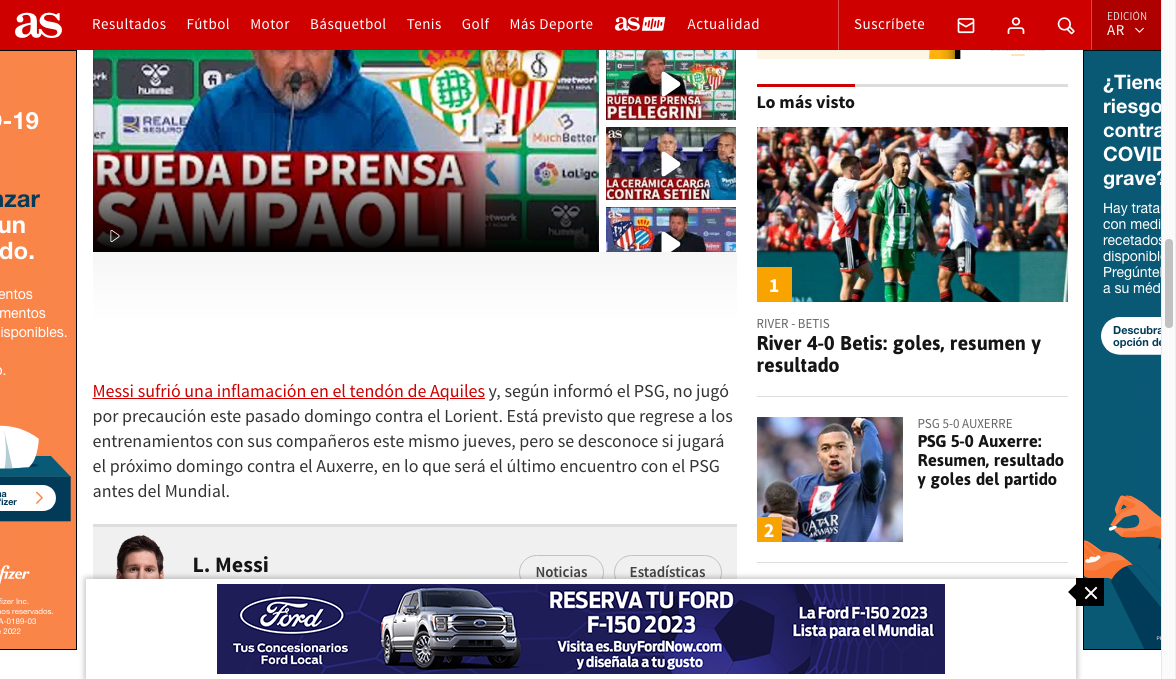 as
Resultados
Fútbol
Motor
Básquetbol
Tenis
Golf
Más Deporte
as
Actualidad
Suscríbete
EDICIÓN
AR
REALE
SEGUROS
MuchBetter
LaLiga
RUEDA DE PRENSA
SAMPAOLI
RUEDA DE PRENSA
PELLEGRINI
as
LA CERÁMICA CARGA
CONTRA SETIÉN
Messi sufrió una inflamación en el tendón de Aquiles y, según informó el PSG, no jugó
por precaución este pasado domingo contra el Lorient. Está previsto que regrese a los
entrenamientos con sus compañeros este mismo jueves, pero se desconoce si jugará
el próximo domingo contra el Auxerre, en lo que será el último encuentro con el PSG
antes del Mundial.
L. Messi
Noticias
Estadísticas
Lo más visto
1
RIVER - BETIS
River 4-0 Betis: goles, resumen y
resultado
2
PSG 5-0 AUXERRE
PSG 5-0 Auxerre:
Resumen, resultado
y goles del partido
¿Tiene
riesgo
contra
COVID
grave?
Hay trata
con medi
recetados
disponibl
Pregúnte
a su méd
Descubra
opción de
-19
zar
un
do.
entos
mentos
isponibles.
o.
fizer
fizer Inc.
os reservados.
A-0189-03
2022
Ford
Tus Concesionarios
Ford Local
RESERVA TU FORD
F-150 2023
Visita es.BuyFordNow.com
y diseñala a tu gusto
La Ford F-150 2023
Lista para el Mundial